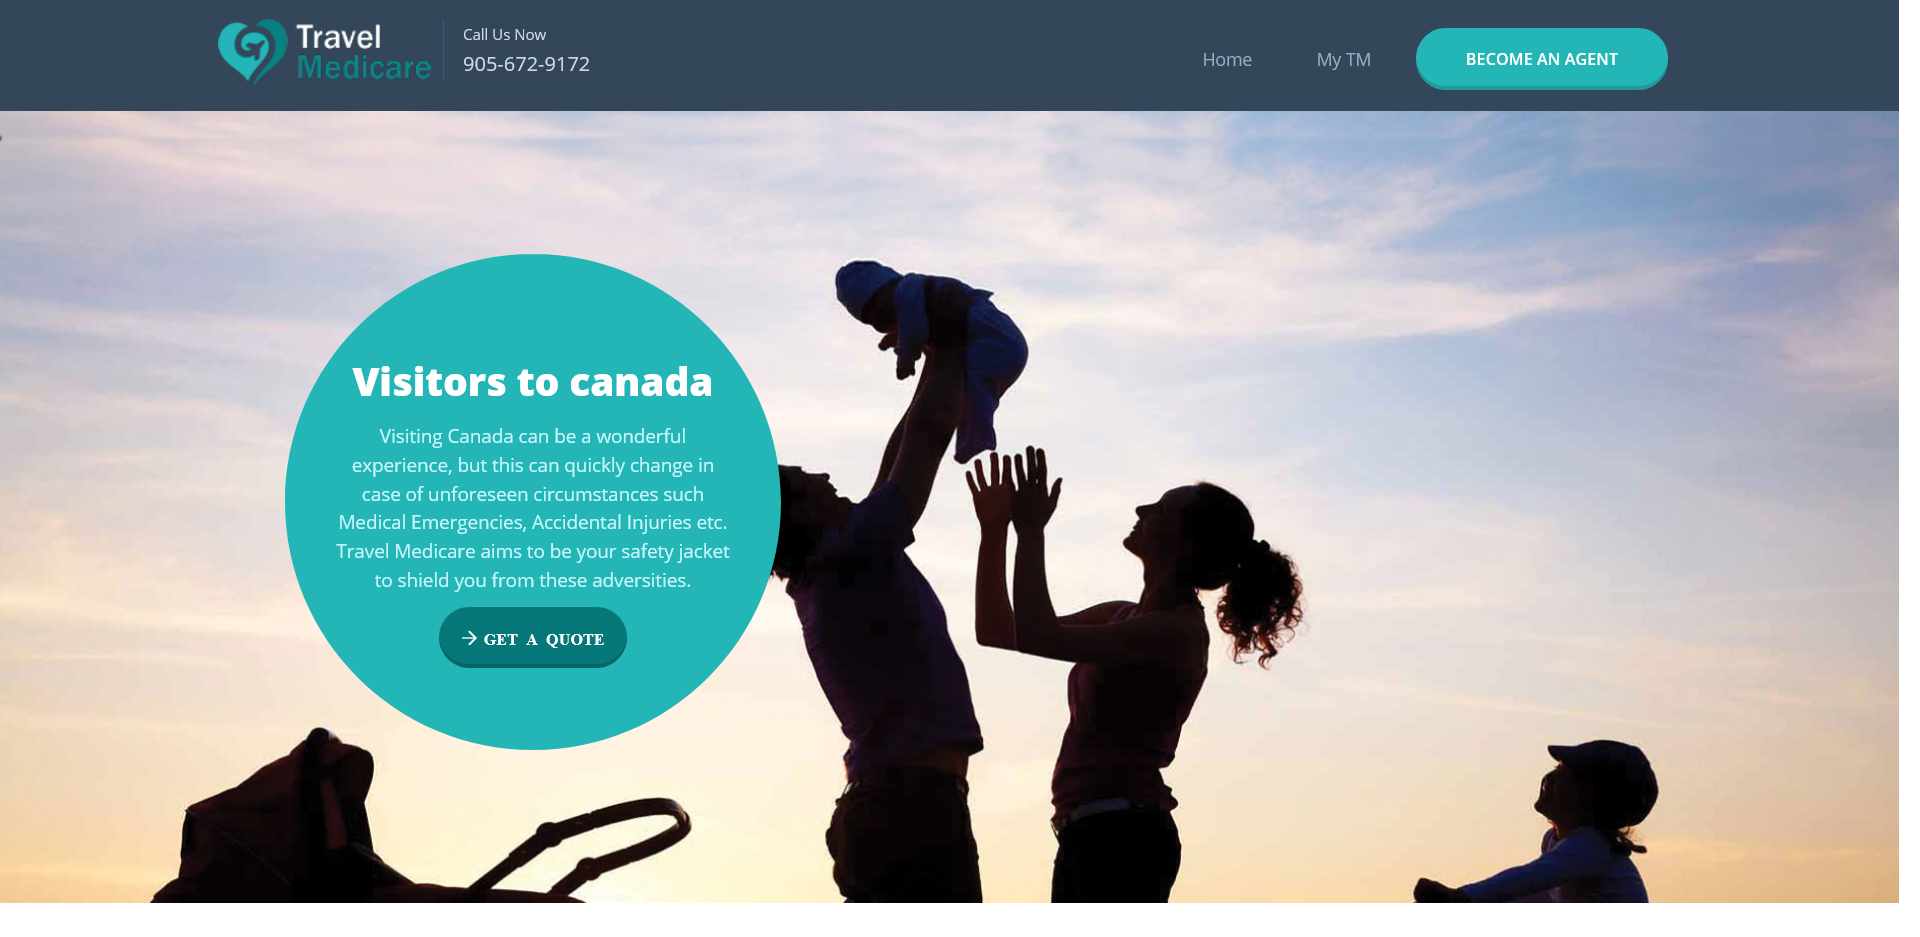 Travel
Medicare
Call Us Now
905-672-9172
Home
My TM
BECOME AN AGENT
Visitors to canada
Visiting Canada can be a wonderful
experience, but this can quickly change in
case of unforeseen circumstances such
Medical Emergencies, Accidental Injuries etc.
Travel Medicare aims to be your safety jacket
to shield you from these adversities.
GET A QUOTE